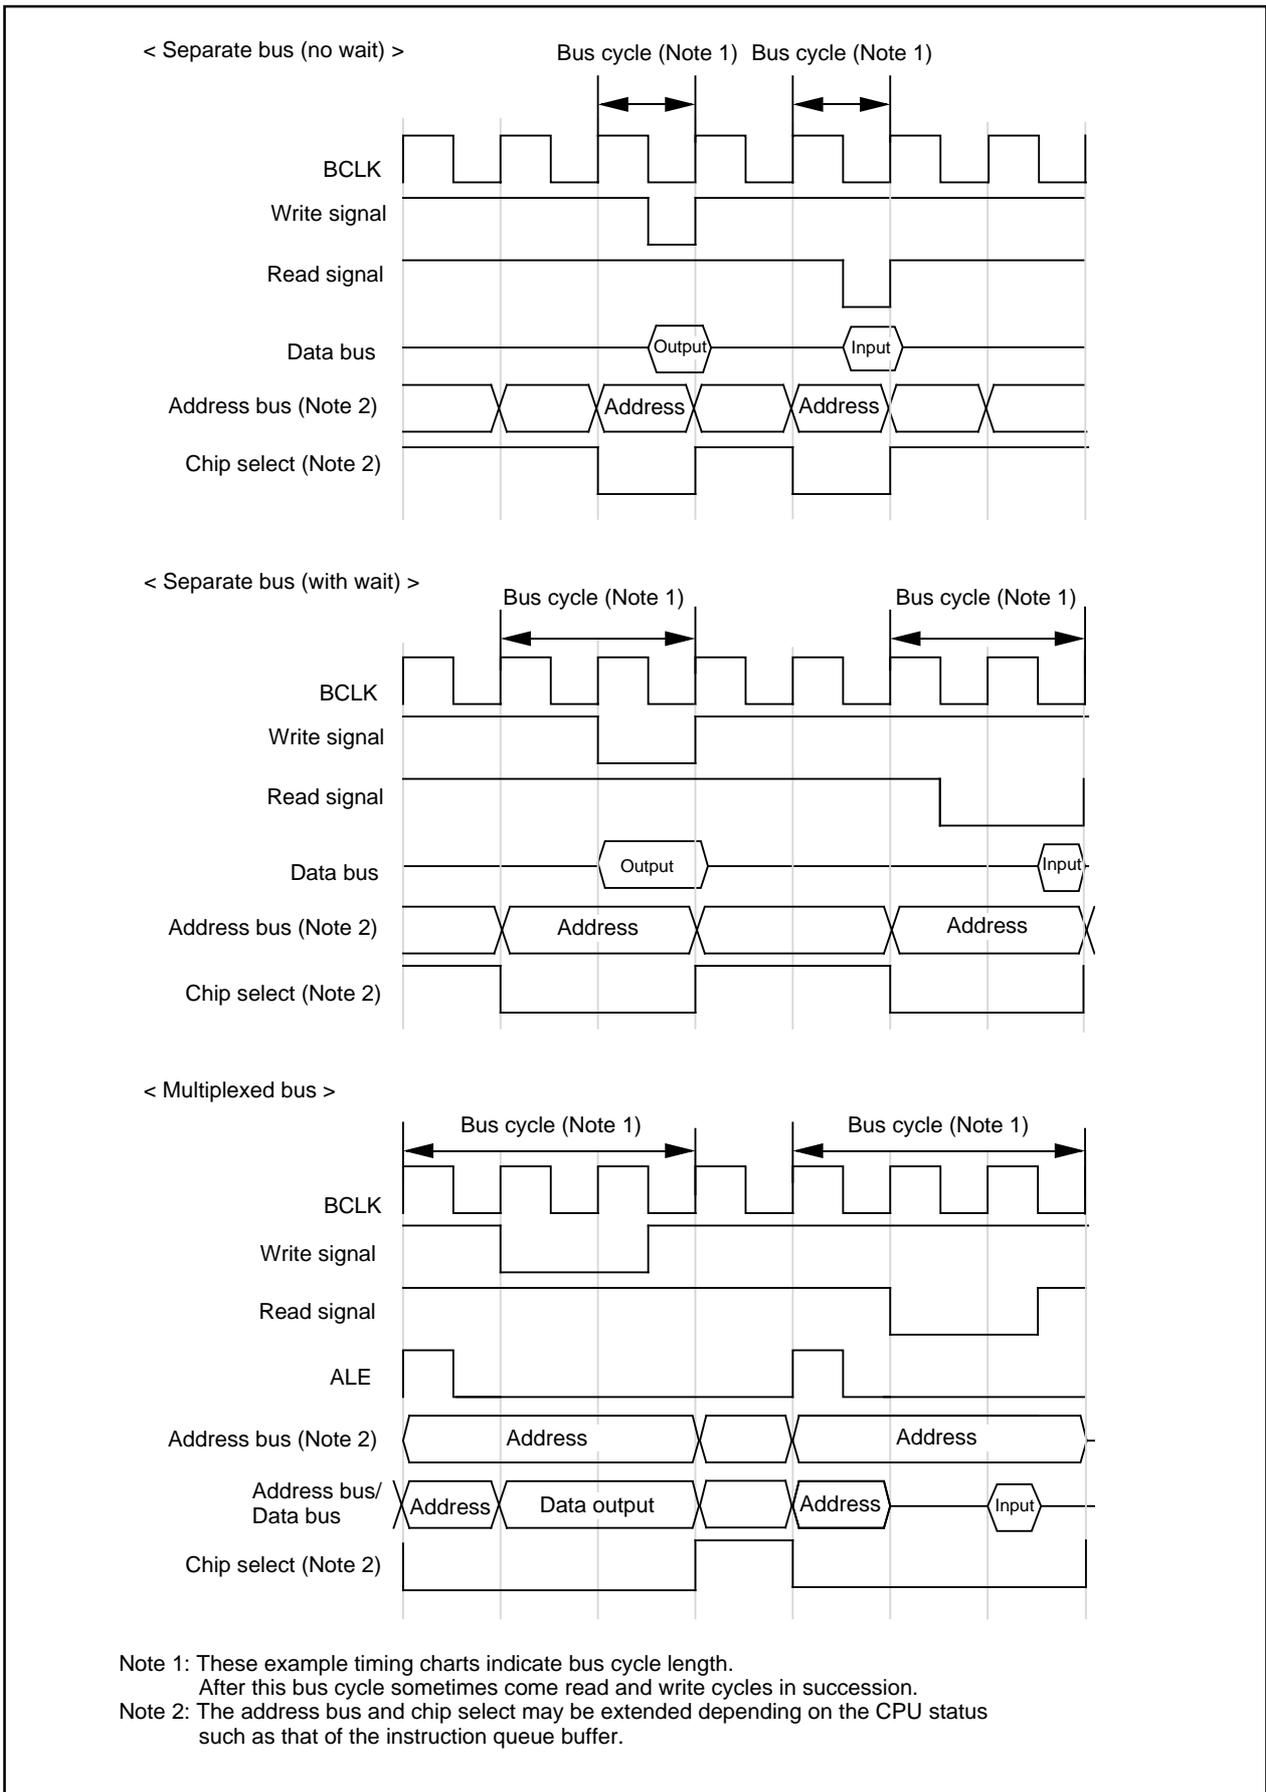 < Separate bus (no wait) >
Bus cycle (Note 1) Bus cycle (Note 1)
BCLK
Write signal
Read signal
Data bus
Output
Input
Address bus (Note 2)
Address
Address
Chip select (Note 2)
< Separate bus (with wait) >
Bus cycle (Note 1)
Bus cycle (Note 1)
BCLK
Write signal
Read signal
Data bus
Output
Input
Address bus (Note 2)
Address
Address
Chip select (Note 2)
< Multiplexed bus >
Bus cycle (Note 1)
Bus cycle (Note 1)
BCLK
Write signal
Read signal
ALE
Address bus (Note 2)
Address
Address
Address bus/
Data bus
Address
Data output
Address
Input
Chip select (Note 2)
Note 1: These example timing charts indicate bus cycle length.
After this bus cycle sometimes come read and write cycles in succession.
Note 2: The address bus and chip select may be extended depending on the CPU status
such as that of the instruction queue buffer.